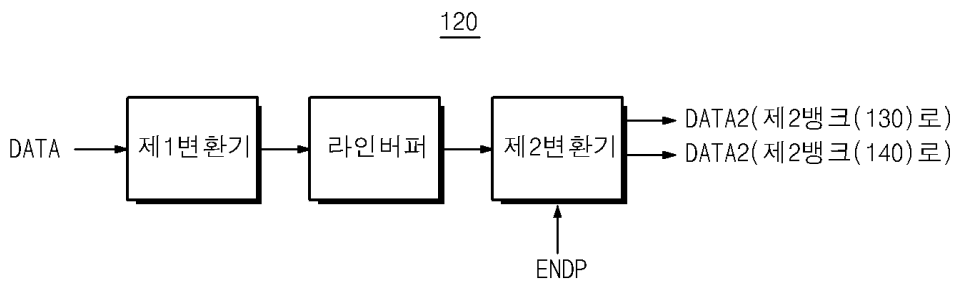 120
DATA
제1변환기
라인버퍼
제2변환기
DATA2(제2뱅크(130)로)
DATA2(제2뱅크(140)로)
ENDP